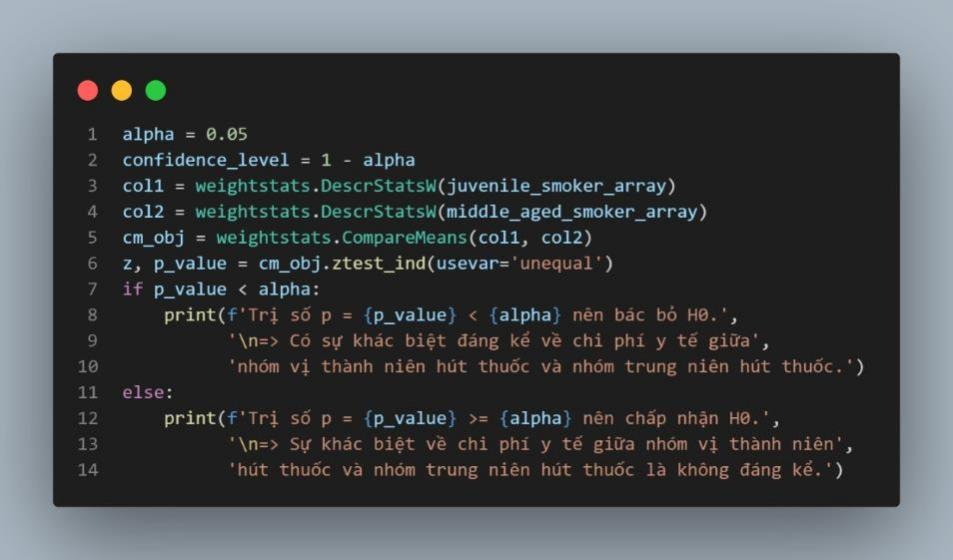 1 alpha = 0.05
2 confidence_level = 1 - alpha
3 col1 = weightstats.DescrStatsW(juvenile_smoker_array)
4 col2 = weightstats.DescrStatsW(middle_aged_smoker_array)
5 cm_obj = weightstats.CompareMeans(col1, col2)
6 z, p_value = cm_obj.ztest_ind(usevar='unequal')
7 if p_value < alpha:
8     print(f'Trị số p = {p_value} < {alpha} nên bác bỏ H0.',
9           '\n=> Có sự khác biệt đáng kể về chi phí y tế giữa',
10           'nhóm vị thành niên hút thuốc và nhóm trung niên hút thuốc.')
11 else:
12     print(f'Trị số p = {p_value} >= {alpha} nên chấp nhận H0.',
13           '\n=> Sự khác biệt về chi phí y tế giữa nhóm vị thành niên',
14           'hút thuốc và nhóm trung niên hút thuốc là không đáng kể.')